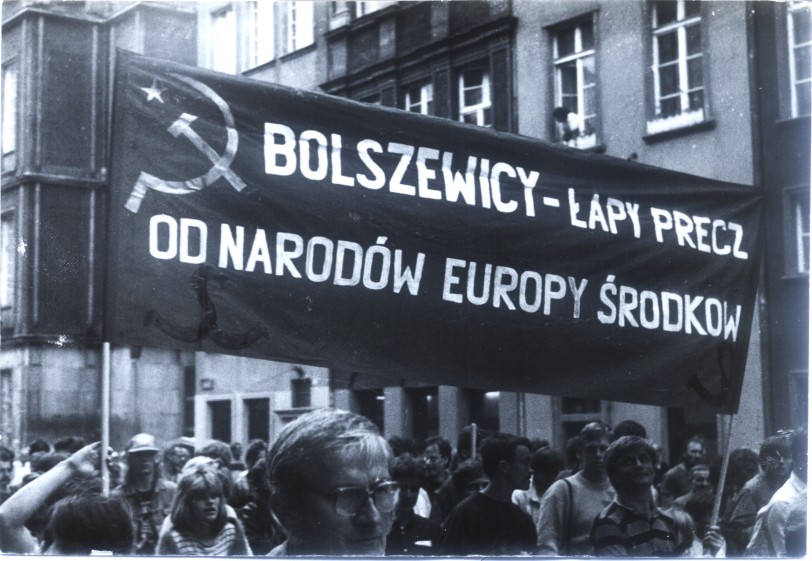 BOLSZEWICY - ŁAPY PRECZ
OD NARODÓW EUROPY ŚRODKOW